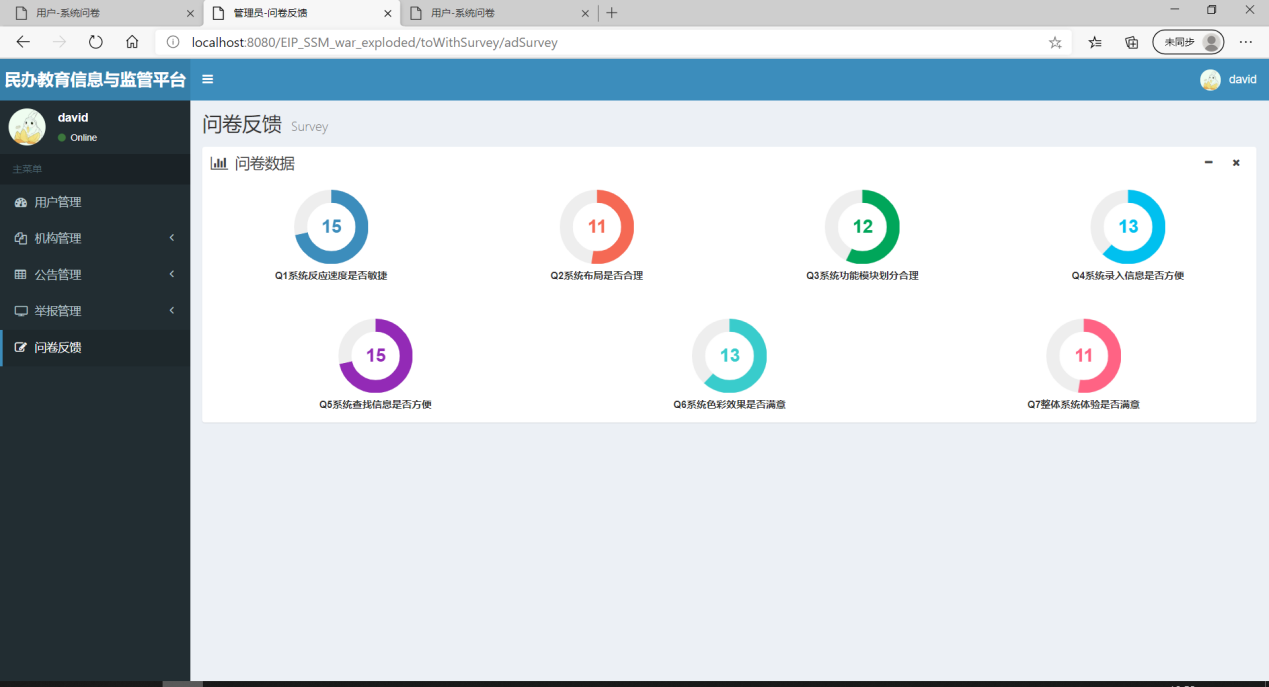 用户-系统问卷
管理员-问卷反馈
用户-系统问卷
localhost:8080/EIP_SSM_war_exploded/toWithSurvey/adSurvey
未同步
民办教育信息与监管平台
david
david
Online
主菜单
用户管理
机构管理
公告管理
举报管理
问卷反馈
问卷反馈 Survey
问卷数据
15
11
12
13
Q1系统反应速度是否敏捷
Q2系统布局是否合理
Q3系统功能模块划分合理
Q4系统录入信息是否方便
15
13
11
Q5系统查找信息是否方便
Q6系统色彩效果是否满意
Q7整体系统体验是否满意